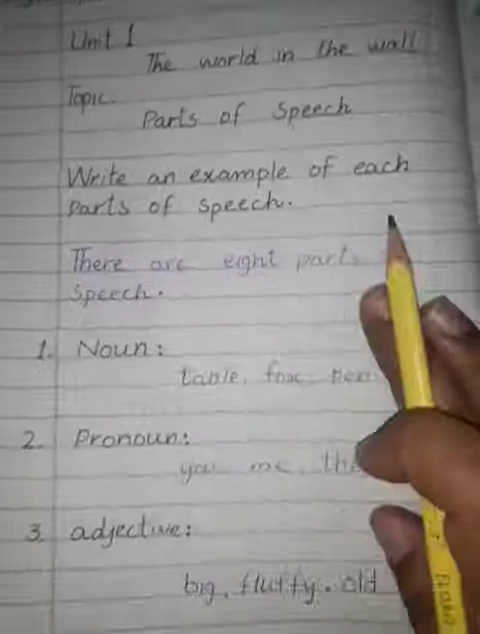 Unit 1
The world in the wall
Topic.
Parts of Speech
Write an example of each
parts of speech.
There are eight parts
speech.
1. Noun:
table, fox,
2. Pronoun:
you me
3. adjective:
big, fluffy, old